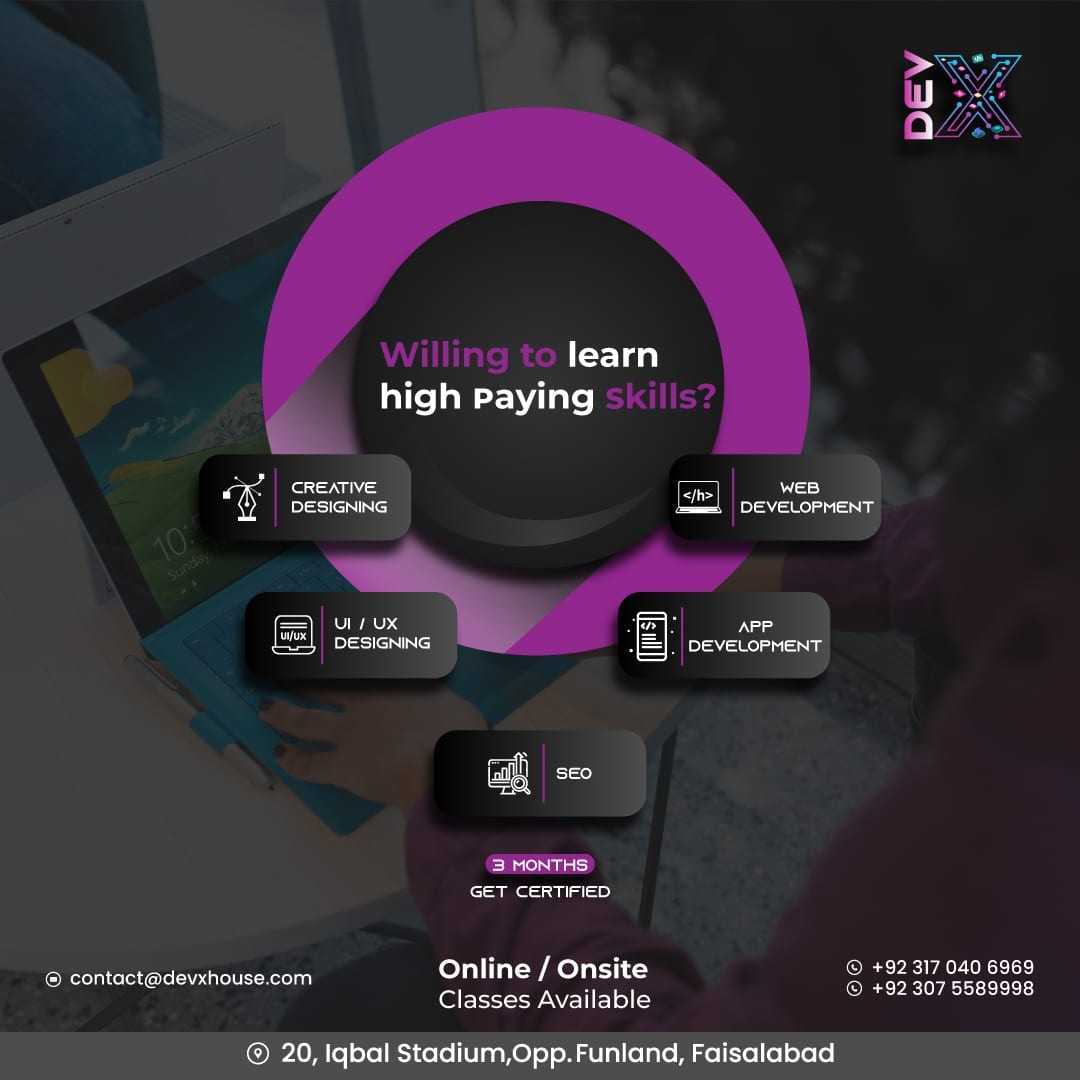 DEV X
Willing to learn
high Paying Skills?
CREATIVE
DESIGNING
</h>
WEB
DEVELOPMENT
UI/UX
UI / UX
DESIGNING
</>
APP
DEVELOPMENT
SEO
3 MONTHS
GET CERTIFIED
Online / Onsite
Classes Available
contact@devxhouse.com
+92 317 040 6969
+92 307 5589998
20, Iqbal Stadium,Opp.Funland, Faisalabad